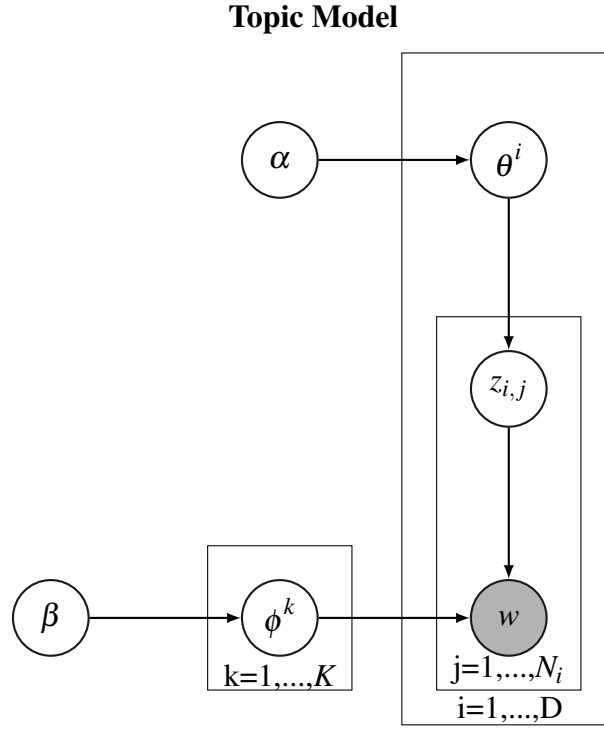 Topic Model
α
θ^i
z_{i,j}
β
ϕ^k
w
k=1,...,K
j=1,...,N_i
i=1,...,D